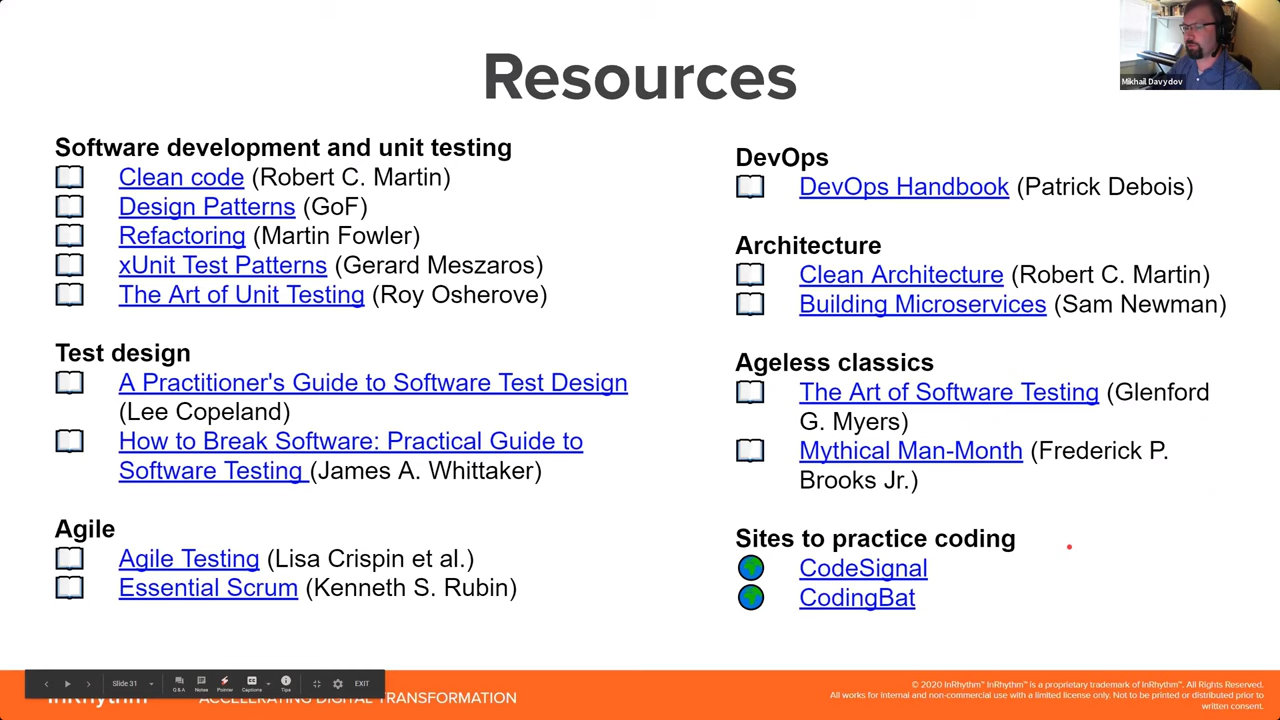 Resources
Mikhail Davydov
Software development and unit testing
Clean code (Robert C. Martin)
Design Patterns (GoF)
Refactoring (Martin Fowler)
xUnit Test Patterns (Gerard Meszaros)
The Art of Unit Testing (Roy Osherove)
Test design
A Practitioner's Guide to Software Test Design
(Lee Copeland)
How to Break Software: Practical Guide to
Software Testing (James A. Whittaker)
Agile
Agile Testing (Lisa Crispin et al.)
Essential Scrum (Kenneth S. Rubin)
DevOps
DevOps Handbook (Patrick Debois)
Architecture
Clean Architecture (Robert C. Martin)
Building Microservices (Sam Newman)
Ageless classics
The Art of Software Testing (Glenford
G. Myers)
Mythical Man-Month (Frederick P.
Brooks Jr.)
Sites to practice coding
CodeSignal
CodingBat
Slide 31
Q & A
Notes
Pointer
Captions
Tips
EXIT
InRhythm ACCELERATING DIGITAL TRANSFORMATION
© 2020 InRhythm™ InRhythm™ is a proprietary trademark of InRhythm™. All Rights Reserved.
All works for internal and non-commercial use with a limited license only. Not to be printed or distributed prior to
written consent.